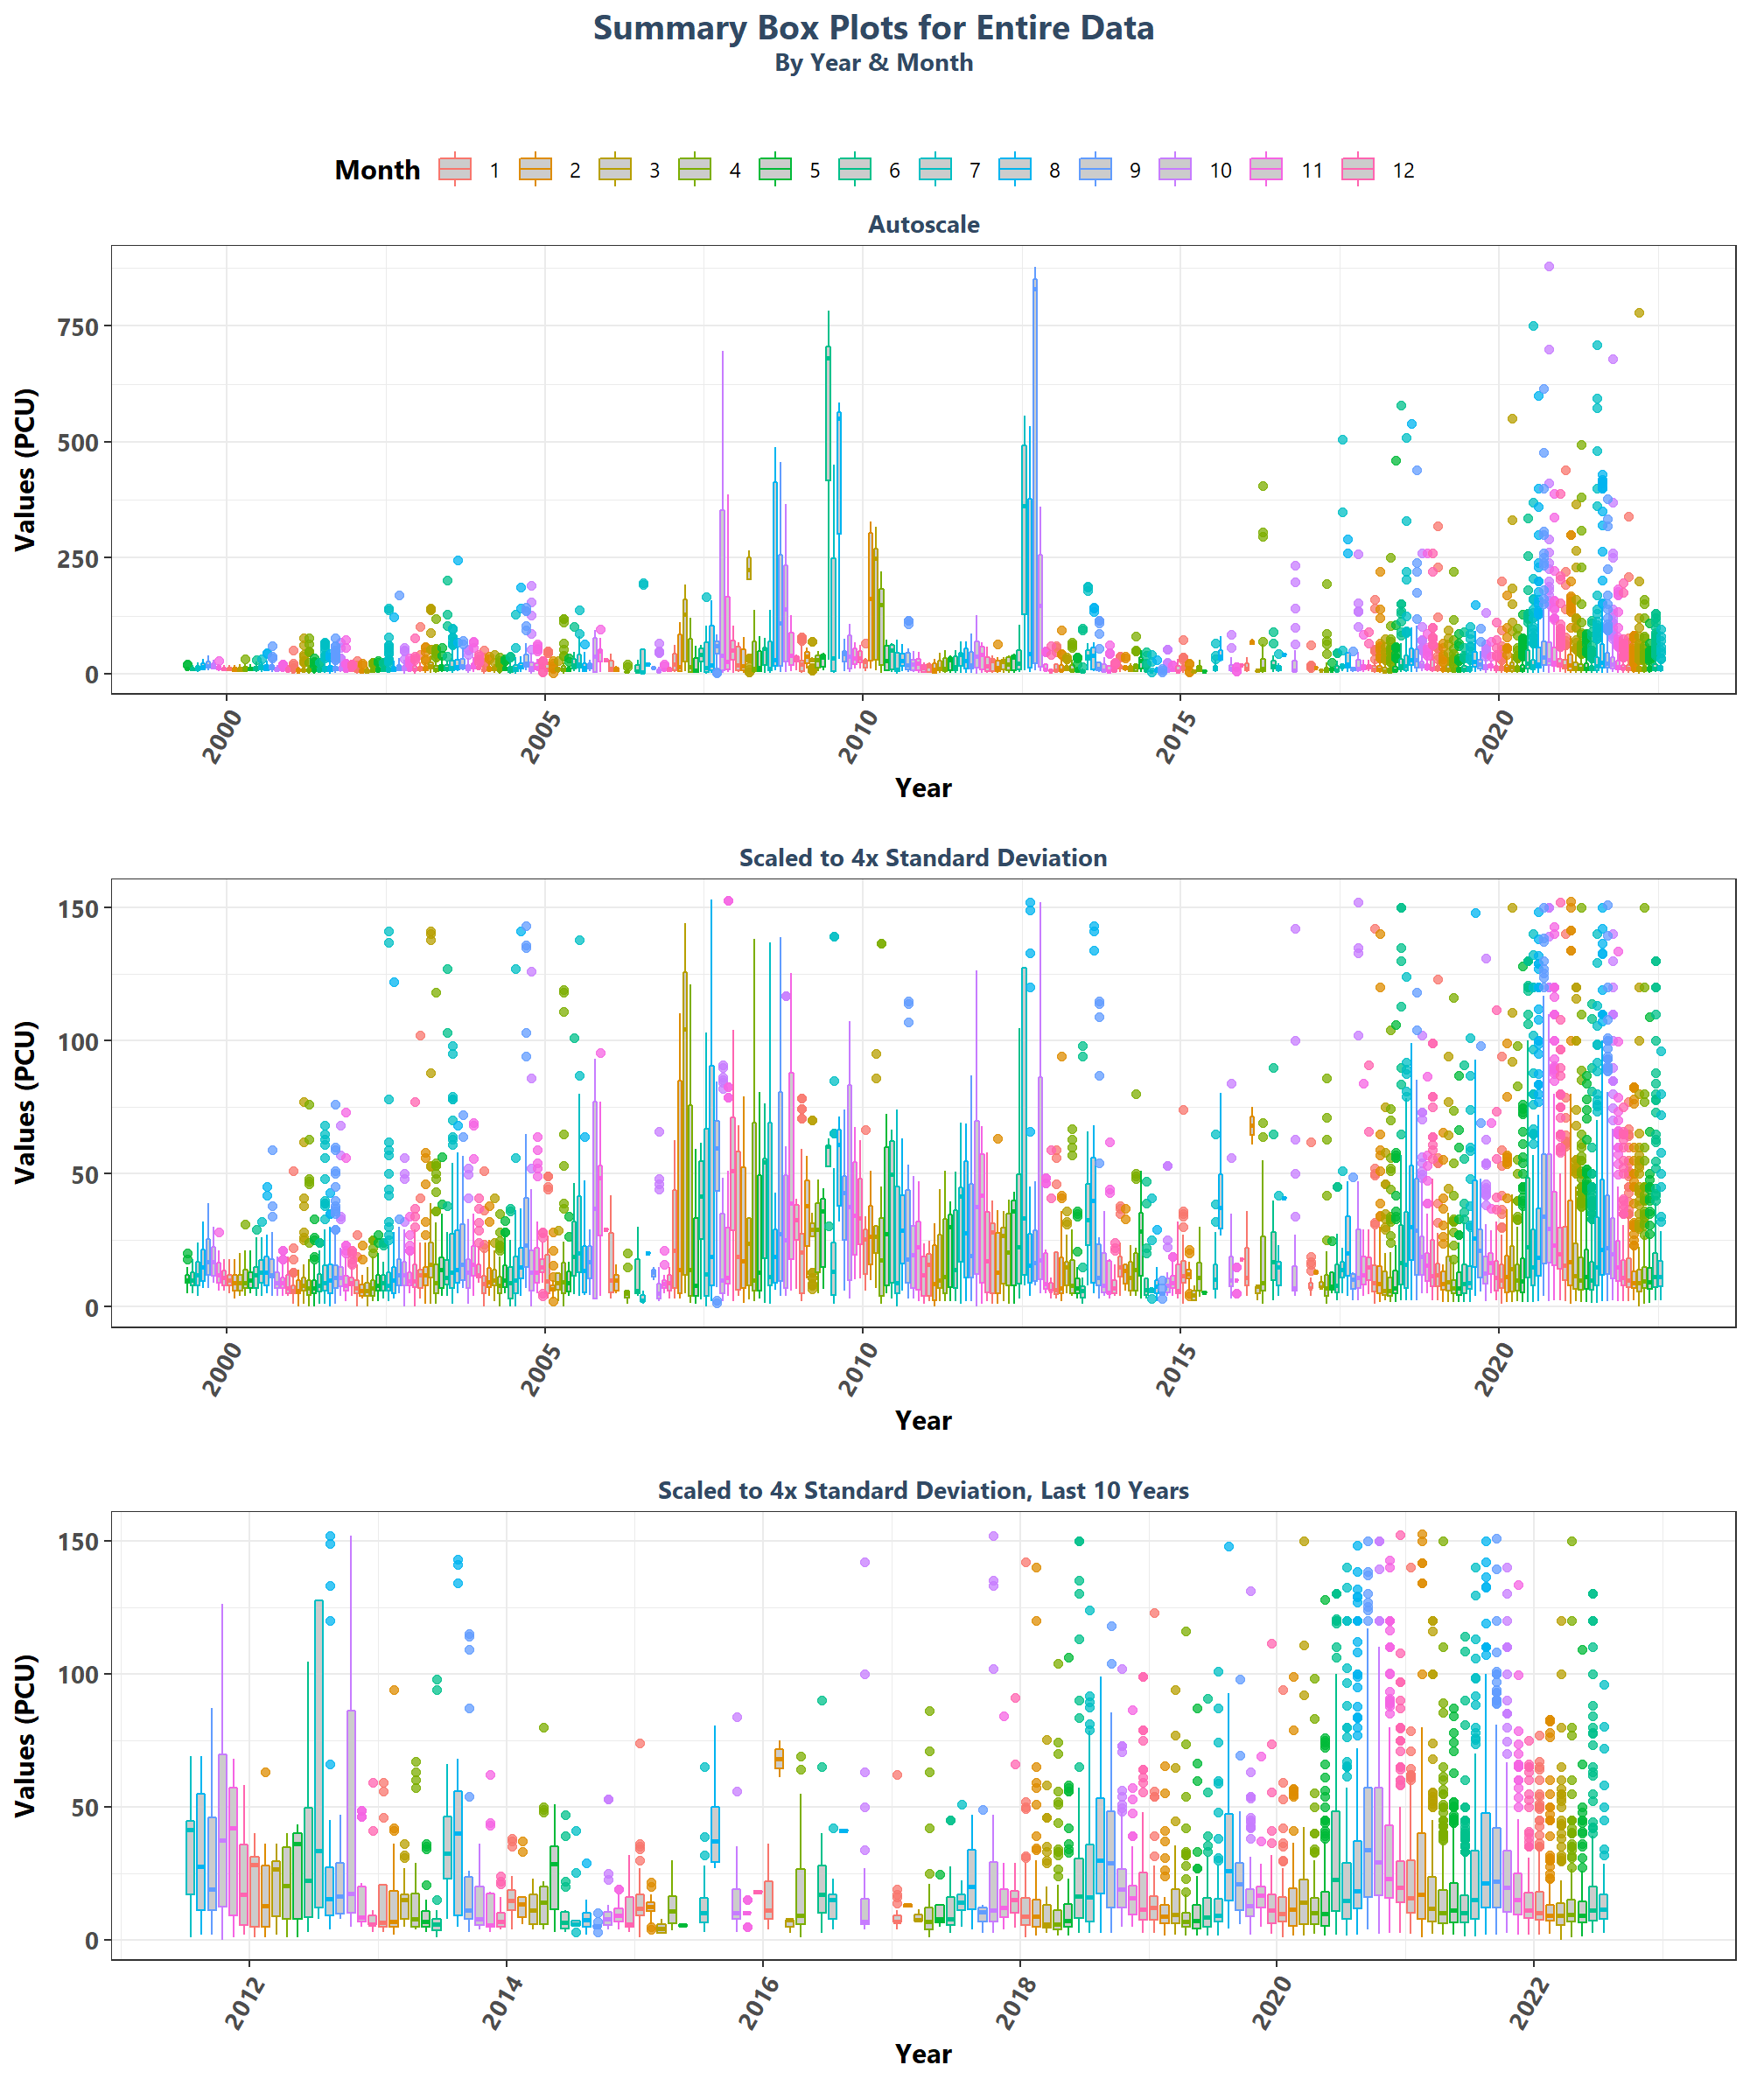 Summary Box Plots for Entire Data
By Year & Month
Month 1 2 3 4 5 6 7 8 9 10 11 12
Autoscale
Values (PCU)
750
500
250
0
2000 2005 2010 2015 2020
Year
Scaled to 4x Standard Deviation
Values (PCU)
150
100
50
0
2000 2005 2010 2015 2020
Year
Scaled to 4x Standard Deviation, Last 10 Years
Values (PCU)
150
100
50
0
2012 2014 2016 2018 2020 2022
Year